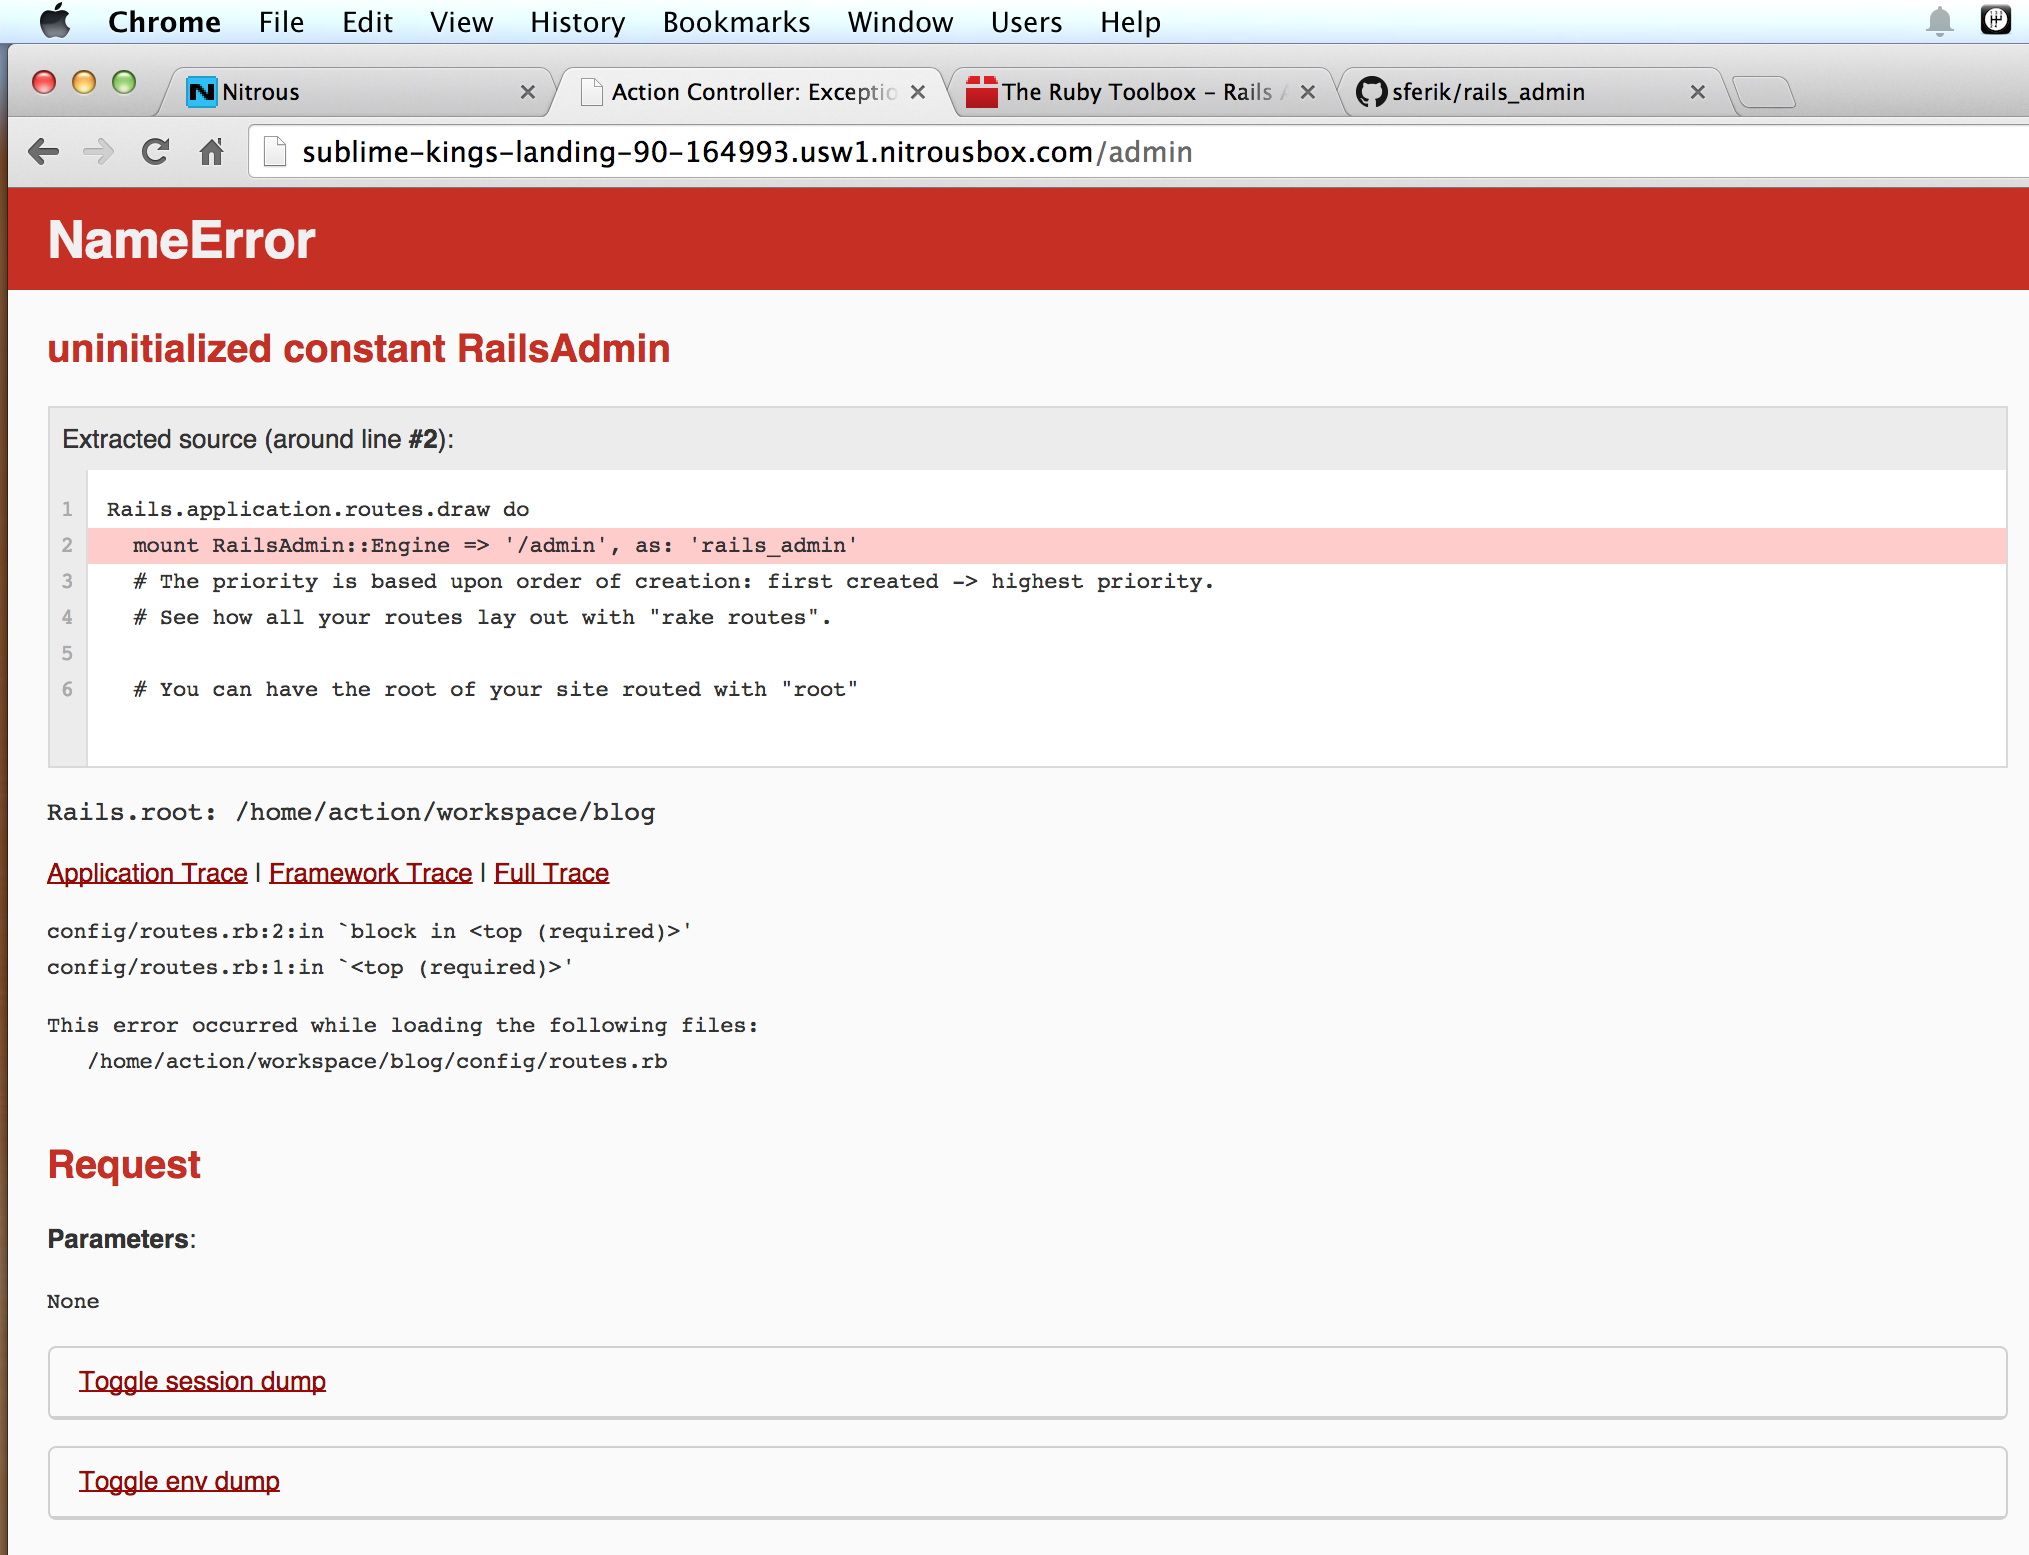 Chrome File Edit View History Bookmarks Window Users Help
Nitrous
Action Controller: Exceptio
The Ruby Toolbox – Rails
sferik/rails_admin
sublime-kings-landing-90-164993.usw1.nitrousbox.com/admin
NameError
uninitialized constant RailsAdmin
Extracted source (around line #2):
1 Rails.application.routes.draw do
2 mount RailsAdmin::Engine => '/admin', as: 'rails_admin'
3 # The priority is based upon order of creation: first created -> highest priority.
4 # See how all your routes lay out with "rake routes".
5
6 # You can have the root of your site routed with "root"
Rails.root: /home/action/workspace/blog
Application Trace | Framework Trace | Full Trace
config/routes.rb:2:in `block in <top (required)>'
config/routes.rb:1:in `<top (required)>'
This error occurred while loading the following files:
/home/action/workspace/blog/config/routes.rb
Request
Parameters:
None
Toggle session dump
Toggle env dump